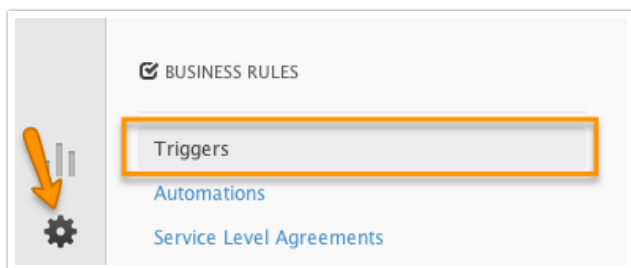 BUSINESS RULES
Triggers
Automations
Service Level Agreements